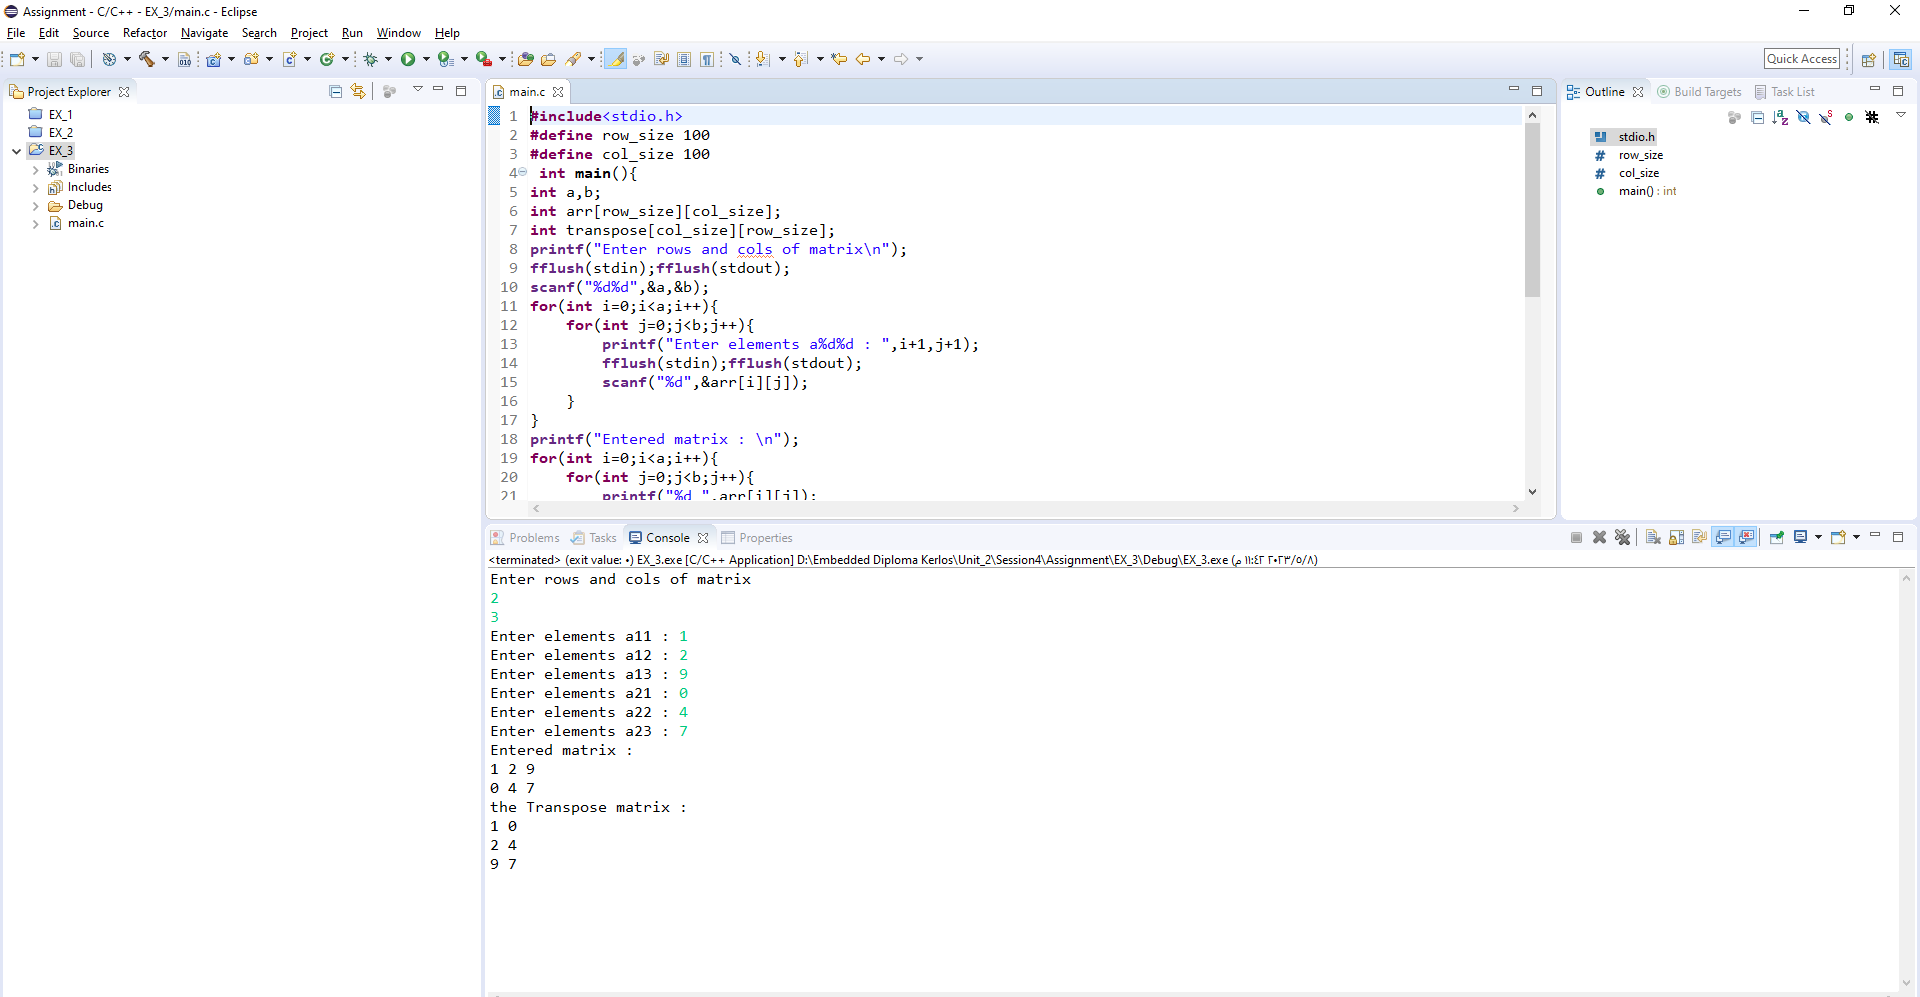 Assignment - C/C++ - EX_3/main.c - Eclipse
File Edit Source Refactor Navigate Search Project Run Window Help
Quick Access
Project Explorer
EX_1
EX_2
EX_3
Binaries
Includes
Debug
main.c
main.c
1 #include<stdio.h>
2 #define row_size 100
3 #define col_size 100
4 int main(){
5 int a,b;
6 int arr[row_size][col_size];
7 int transpose[col_size][row_size];
8 printf("Enter rows and cols of matrix\n");
9 fflush(stdin);fflush(stdout);
10 scanf("%d%d",&a,&b);
11 for(int i=0;i<a;i++){
12     for(int j=0;j<b;j++){
13         printf("Enter elements a%d%d : ",i+1,j+1);
14         fflush(stdin);fflush(stdout);
15         scanf("%d",&arr[i][j]);
16     }
17 }
18 printf("Entered matrix : \n");
19 for(int i=0;i<a;i++){
20     for(int j=0;j<b;j++){
21         printf("%d ",arr[i][j]);
Outline Build Targets Task List
stdio.h
row_size
col_size
main() : int
Problems Tasks Console Properties
<terminated> (exit value: ٠) EX_3.exe [C/C++ Application] D:\Embedded Diploma Kerlos\Unit_2\Session4\Assignment\EX_3\Debug\EX_3.exe (٢٠٢٣/٥/٨ ١١:٤٢ م)
Enter rows and cols of matrix
2
3
Enter elements a11 : 1
Enter elements a12 : 2
Enter elements a13 : 9
Enter elements a21 : 0
Enter elements a22 : 4
Enter elements a23 : 7
Entered matrix :
1 2 9
0 4 7
the Transpose matrix :
1 0
2 4
9 7